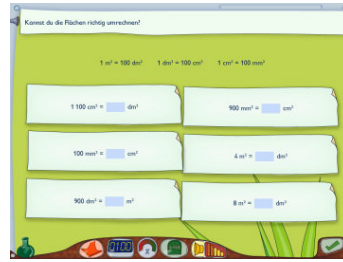 Kannst du die Flächen richtig umrechnen?
1 m² = 100 dm² 1 dm² = 100 cm² 1 cm² = 100 mm²
1 100 cm² = dm²
900 mm² = cm²
100 mm² = cm²
4 m² = dm²
900 dm² = m²
8 m² = dm²
0100